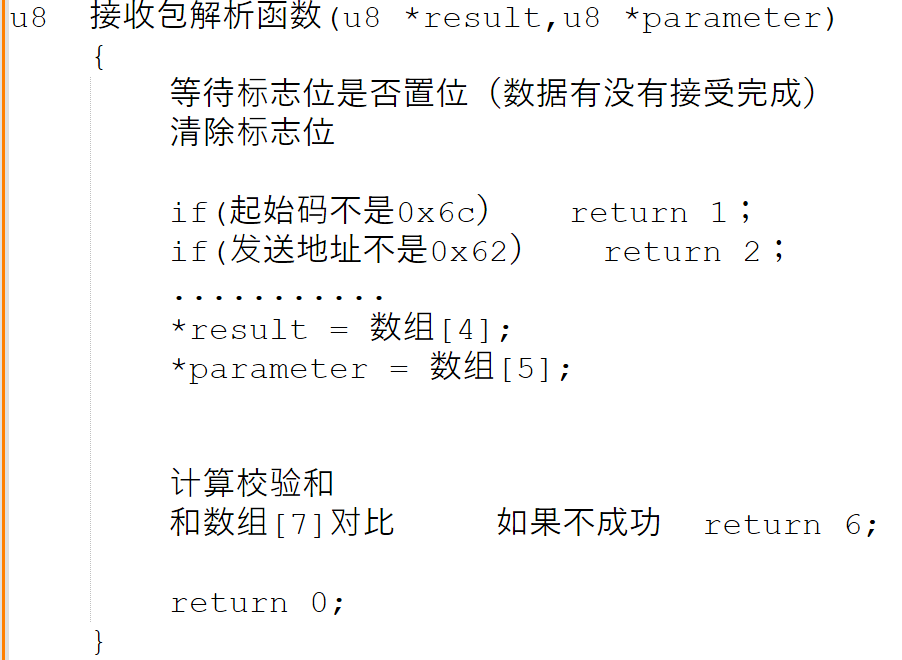 u8 接收包解析函数(u8 *result,u8 *parameter)
{
等待标志位是否置位（数据有没有接受完成）
清除标志位
if(起始码不是0x6c） return 1；
if(发送地址不是0x62） return 2；
...........
*result = 数组[4];
*parameter = 数组[5];
计算校验和
和数组[7]对比 如果不成功 return 6;
return 0;
}